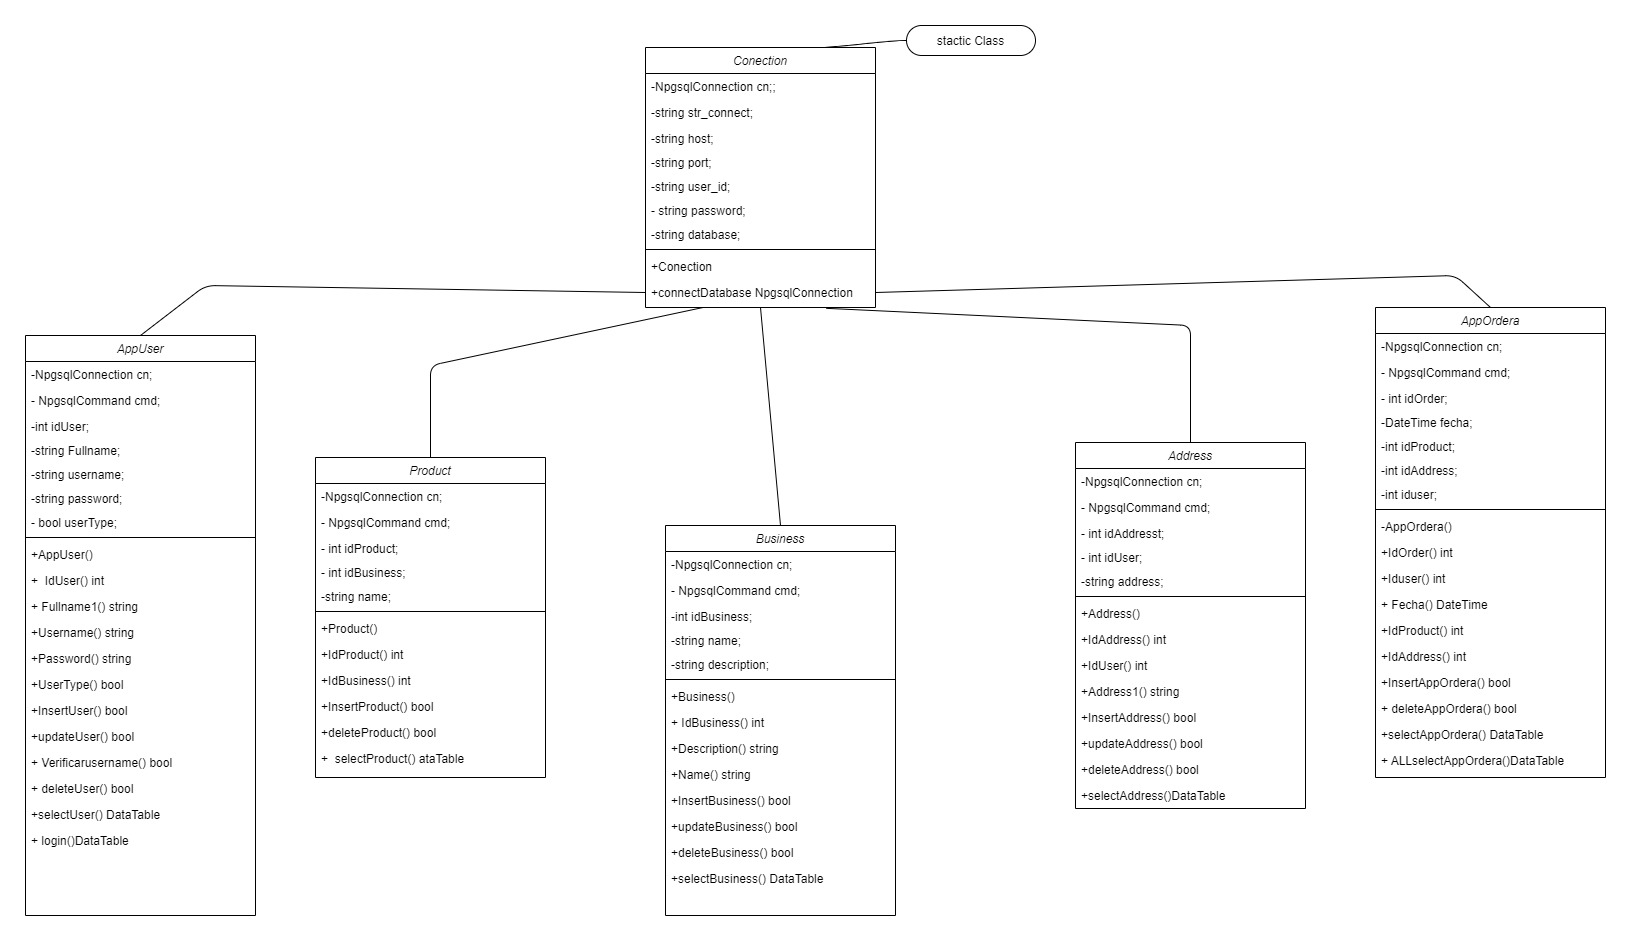 stactic Class
Conection
-NpgsqlConnection cn;;
-string str_connect;
-string host;
-string port;
-string user_id;
- string password;
-string database;
+Conection
+connectDatabase NpgsqlConnection
AppUser
-NpgsqlConnection cn;
- NpgsqlCommand cmd;
-int idUser;
-string Fullname;
-string username;
-string password;
- bool userType;
+AppUser()
+  IdUser() int
+ Fullname1() string
+Username() string
+Password() string
+UserType() bool
+InsertUser() bool
+updateUser() bool
+ Verificarusername() bool
+ deleteUser() bool
+selectUser() DataTable
+ login()DataTable
Product
-NpgsqlConnection cn;
- NpgsqlCommand cmd;
- int idProduct;
- int idBusiness;
-string name;
+Product()
+IdProduct() int
+IdBusiness() int
+InsertProduct() bool
+deleteProduct() bool
+  selectProduct() ataTable
Business
-NpgsqlConnection cn;
- NpgsqlCommand cmd;
-int idBusiness;
-string name;
-string description;
+Business()
+ IdBusiness() int
+Description() string
+Name() string
+InsertBusiness() bool
+updateBusiness() bool
+deleteBusiness() bool
+selectBusiness() DataTable
Address
-NpgsqlConnection cn;
- NpgsqlCommand cmd;
- int idAddresst;
- int idUser;
-string address;
+Address()
+IdAddress() int
+IdUser() int
+Address1() string
+InsertAddress() bool
+updateAddress() bool
+deleteAddress() bool
+selectAddress()DataTable
AppOrdera
-NpgsqlConnection cn;
- NpgsqlCommand cmd;
- int idOrder;
-DateTime fecha;
-int idProduct;
-int idAddress;
-int iduser;
-AppOrdera()
+IdOrder() int
+Iduser() int
+ Fecha() DateTime
+IdProduct() int
+IdAddress() int
+InsertAppOrdera() bool
+ deleteAppOrdera() bool
+selectAppOrdera() DataTable
+ ALLselectAppOrdera()DataTable